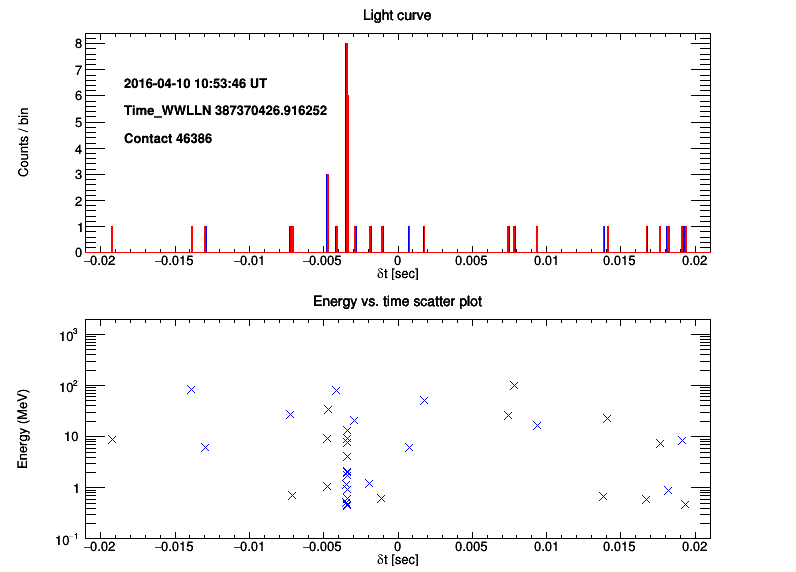 Light curve
Counts / bin
8
7
6
5
4
3
2
1
0
2016-04-10 10:53:46 UT
Time_WWLLN 387370426.916252
Contact 46386
−0.02 −0.015 −0.01 −0.005 0 0.005 0.01 0.015 0.02
δt [sec]
Energy vs. time scatter plot
Energy (MeV)
10³
10²
10
1
10⁻¹
−0.02 −0.015 −0.01 −0.005 0 0.005 0.01 0.015 0.02
δt [sec]